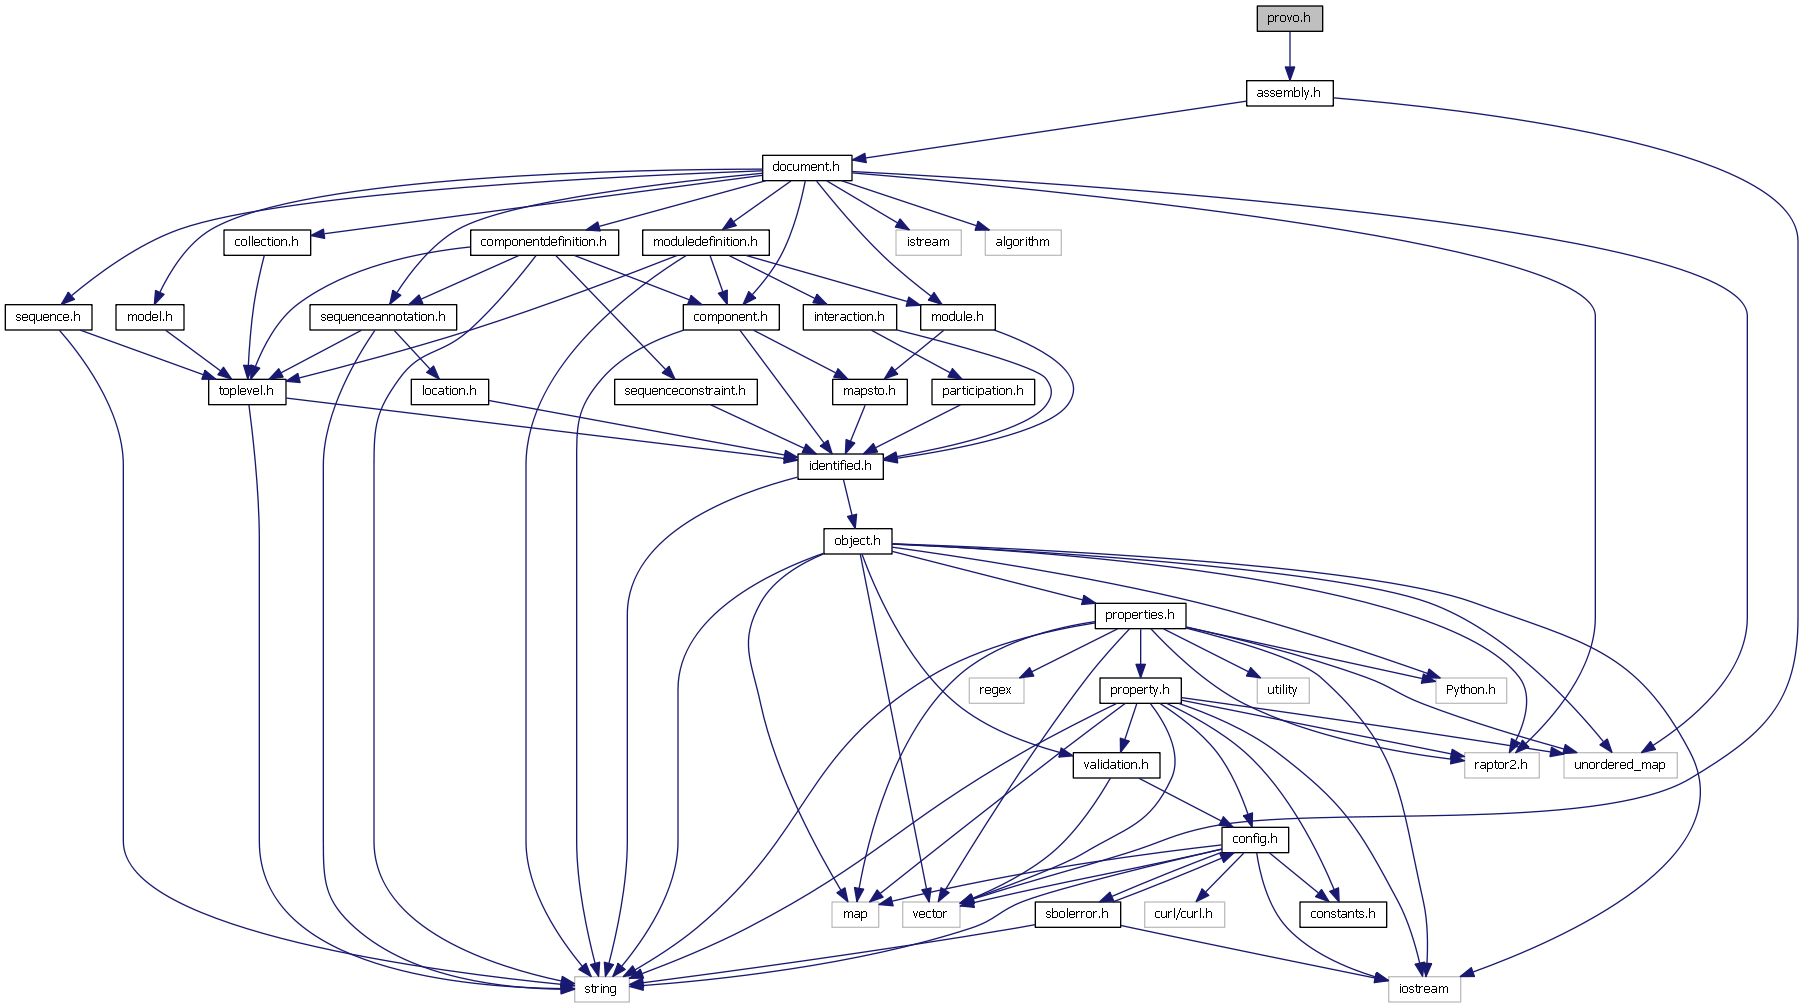 provo.h
assembly.h
document.h
collection.h
componentdefinition.h
moduledefinition.h
istream
algorithm
sequence.h
model.h
sequenceannotation.h
component.h
interaction.h
module.h
toplevel.h
location.h
sequenceconstraint.h
mapsto.h
participation.h
identified.h
object.h
properties.h
regex
property.h
utility
Python.h
validation.h
raptor2.h
unordered_map
config.h
map
vector
sbolerror.h
curl/curl.h
constants.h
string
iostream